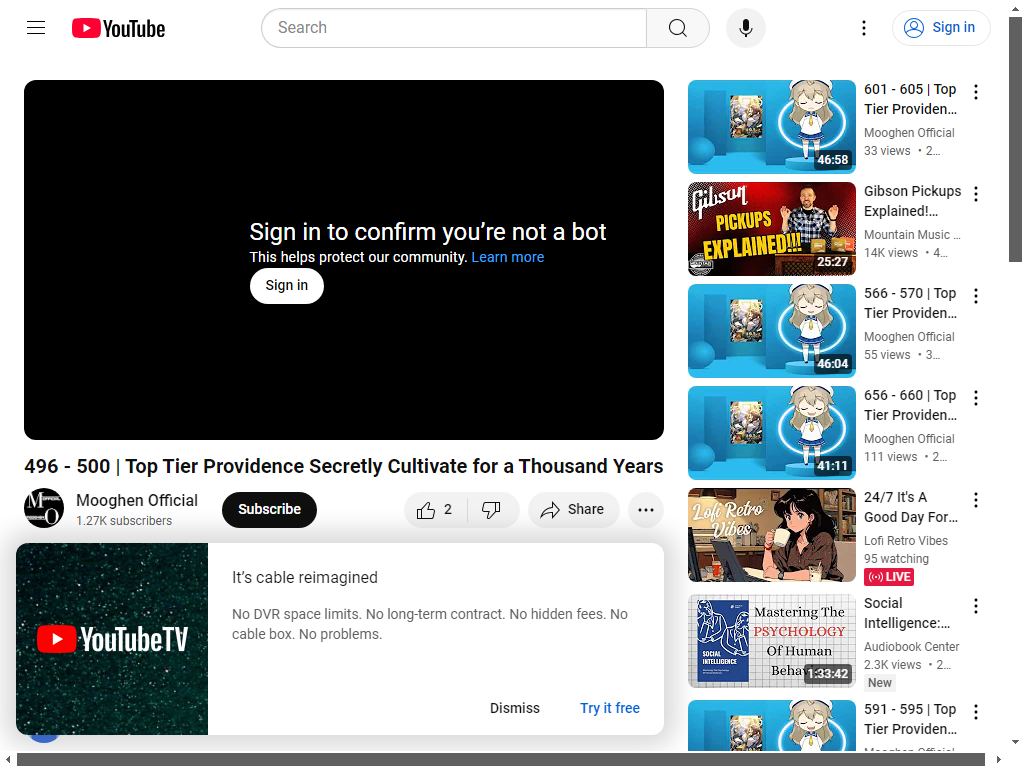 YouTube
Search
Sign in
Sign in to confirm you’re not a bot
This helps protect our community. Learn more
Sign in
496 - 500 | Top Tier Providence Secretly Cultivate for a Thousand Years
Mooghen Official
1.27K subscribers
Subscribe
2
Share
It’s cable reimagined
No DVR space limits. No long-term contract. No hidden fees. No
cable box. No problems.
YouTubeTV
Dismiss
Try it free
46:58
601 - 605 | Top
Tier Providen…
Mooghen Official
33 views • 2…
Gibson
PICKUPS
EXPLAINED!!!
25:27
Gibson Pickups
Explained!…
Mountain Music …
14K views • 4…
46:04
566 - 570 | Top
Tier Providen…
Mooghen Official
55 views • 3…
41:11
656 - 660 | Top
Tier Providen…
Mooghen Official
111 views • 2…
Lofi Retro
Vibes
24/7 It's A
Good Day For…
Lofi Retro Vibes
95 watching
LIVE
SOCIAL
INTELLIGENCE
Mastering The
PSYCHOLOGY
Of Human
1:33:42
Social
Intelligence:…
Audiobook Center
2.3K views • 2…
New
591 - 595 | Top
Tier Providen…
Mooghen Official